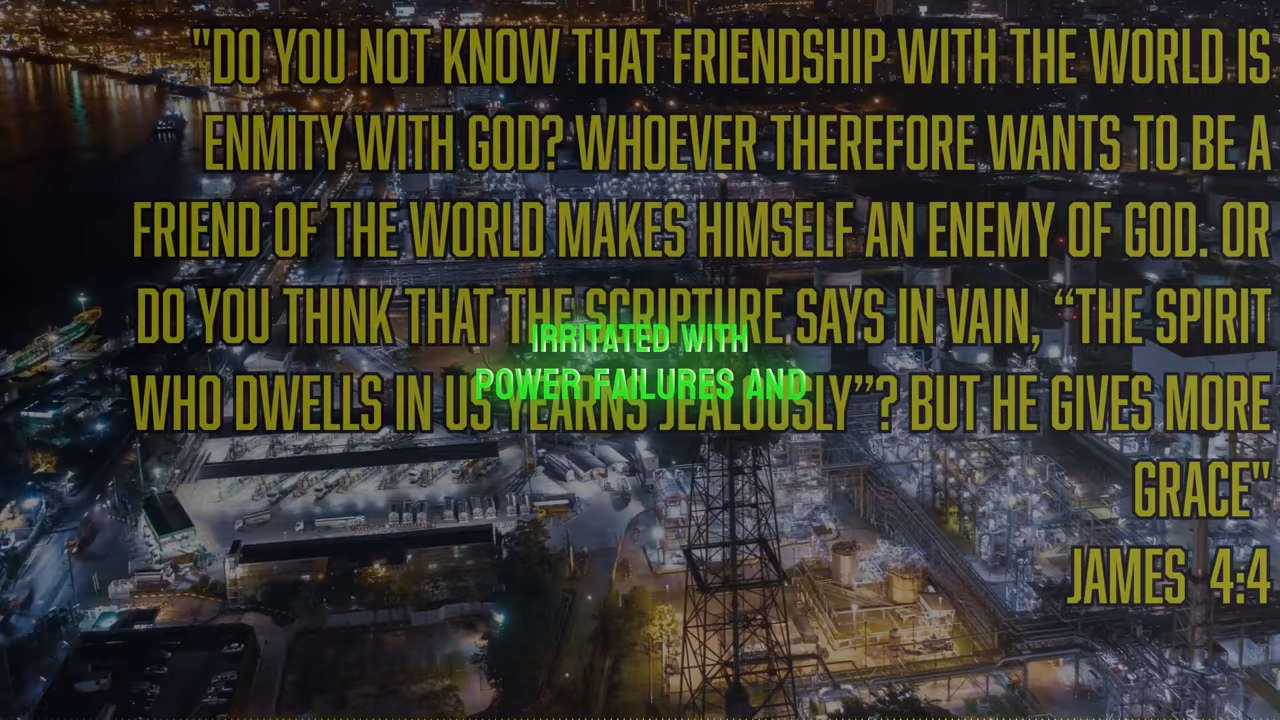 "DO YOU NOT KNOW THAT FRIENDSHIP WITH THE WORLD IS
ENMITY WITH GOD? WHOEVER THEREFORE WANTS TO BE A
FRIEND OF THE WORLD MAKES HIMSELF AN ENEMY OF GOD. OR
DO YOU THINK THAT THE SCRIPTURE SAYS IN VAIN, “THE SPIRIT
WHO DWELLS IN US YEARNS JEALOUSLY”? BUT HE GIVES MORE
GRACE"
JAMES 4:4
IRRITATED WITH
POWER FAILURES AND